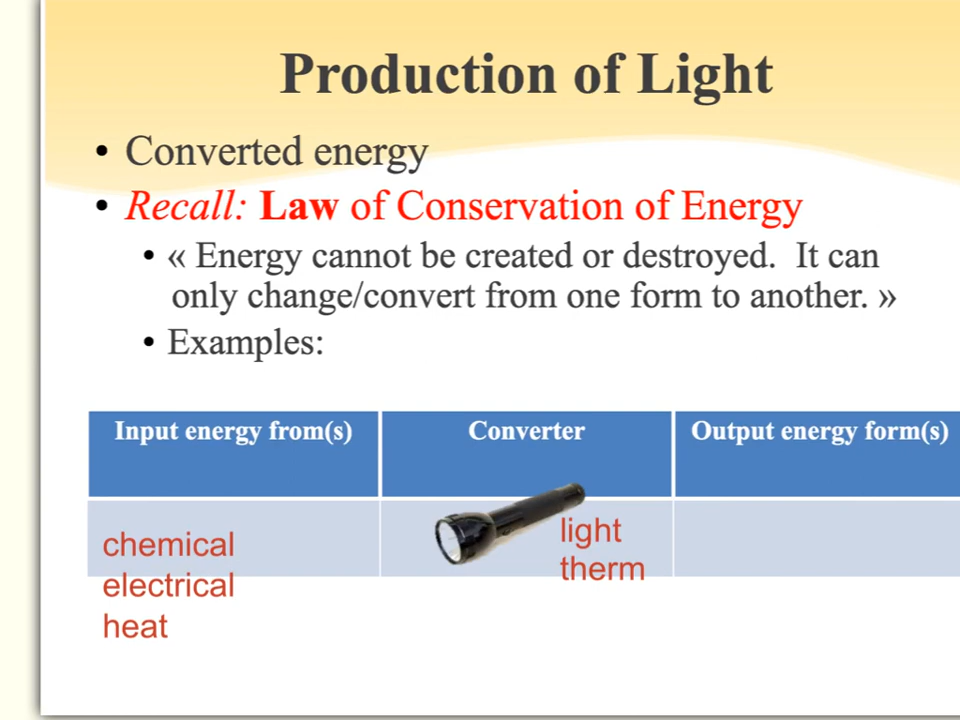 Production of Light
• Converted energy
• Recall: Law of Conservation of Energy
• « Energy cannot be created or destroyed.  It can
only change/convert from one form to another. »
• Examples:
Input energy from(s)
Converter
Output energy form(s)
chemical
electrical
heat
light
therm